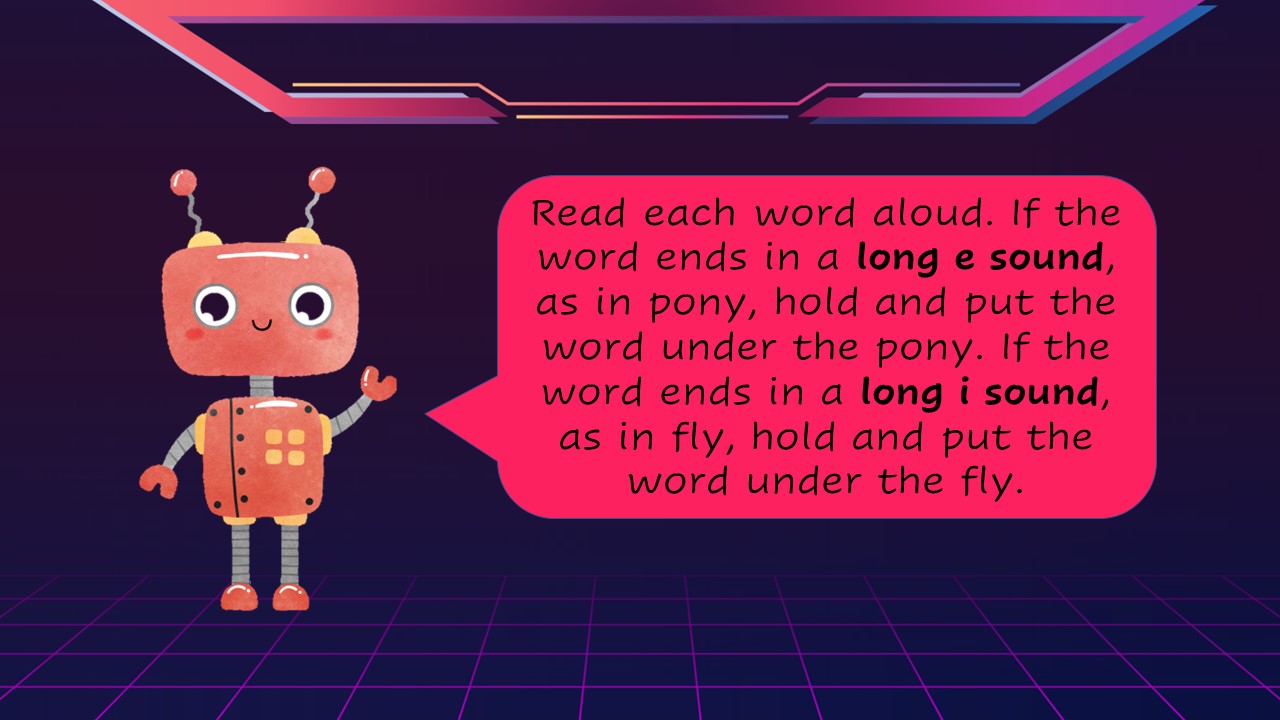 Read each word aloud. If the
word ends in a long e sound,
as in pony, hold and put the
word under the pony. If the
word ends in a long i sound,
as in fly, hold and put the
word under the fly.